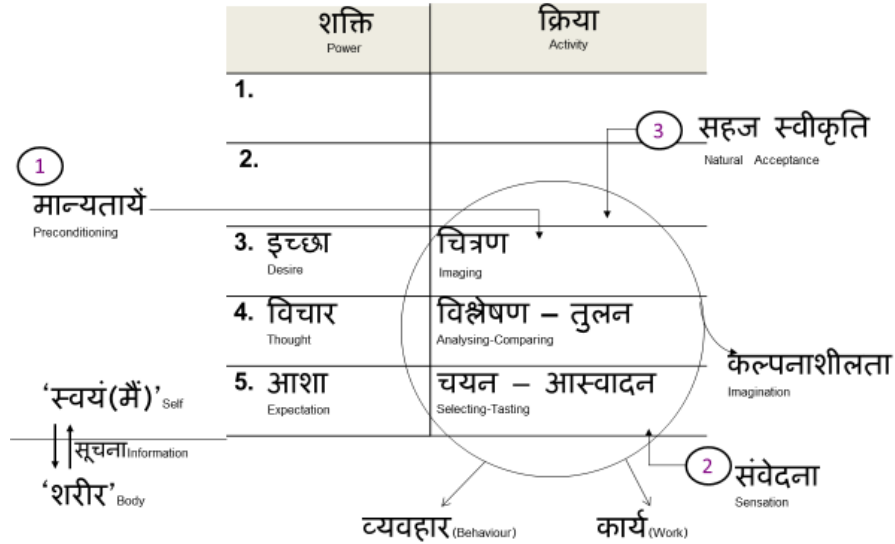 शक्ति
Power
क्रिया
Activity
1.
2.
3 सहज स्वीकृति
Natural Acceptance
1
मान्यतायें
Preconditioning
3. इच्छा
Desire
चित्रण
Imaging
4. विचार
Thought
विश्लेषण – तुलन
Analysing-Comparing
कल्पनाशीलता
Imagination
5. आशा
Expectation
चयन – आस्वादन
Selecting-Tasting
‘स्वयं(मैं)’ Self
सूचना Information
‘शरीर’ Body
2 संवेदना
Sensation
व्यवहार (Behaviour)
कार्य (Work)